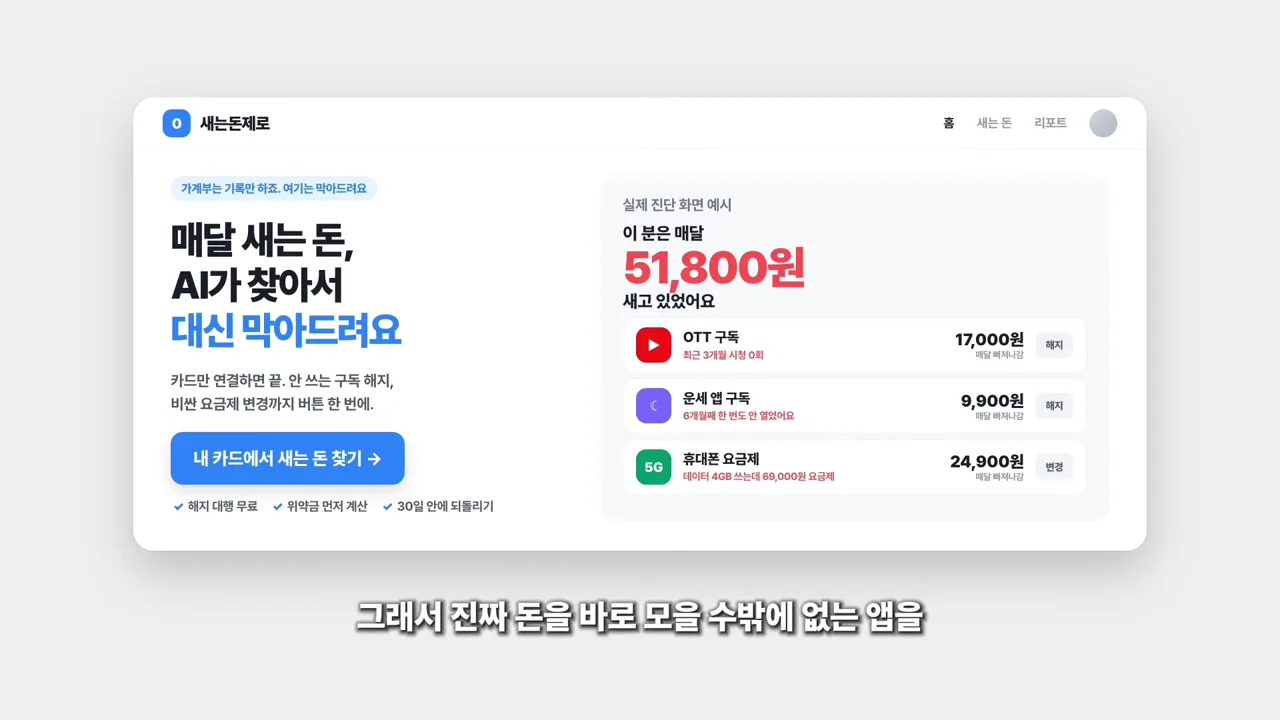 0 새는돈제로
홈 새는 돈 리포트
가계부는 기록만 하죠. 여기는 막아드려요
매달 새는 돈,
AI가 찾아서
대신 막아드려요
카드만 연결하면 끝. 안 쓰는 구독 해지,
비싼 요금제 변경까지 버튼 한 번에.
내 카드에서 새는 돈 찾기 →
✓ 해지 대행 무료 ✓ 위약금 먼저 계산 ✓ 30일 안에 되돌리기
실제 진단 화면 예시
이 분은 매달
51,800원
새고 있었어요
OTT 구독
최근 3개월 시청 0회
17,000원
매달 빠져나감
해지
운세 앱 구독
6개월째 한 번도 안 열었어요
9,900원
매달 빠져나감
해지
5G
휴대폰 요금제
데이터 4GB 쓰는데 69,000원 요금제
24,900원
매달 빠져나감
변경
그래서 진짜 돈을 바로 모을 수밖에 없는 앱을